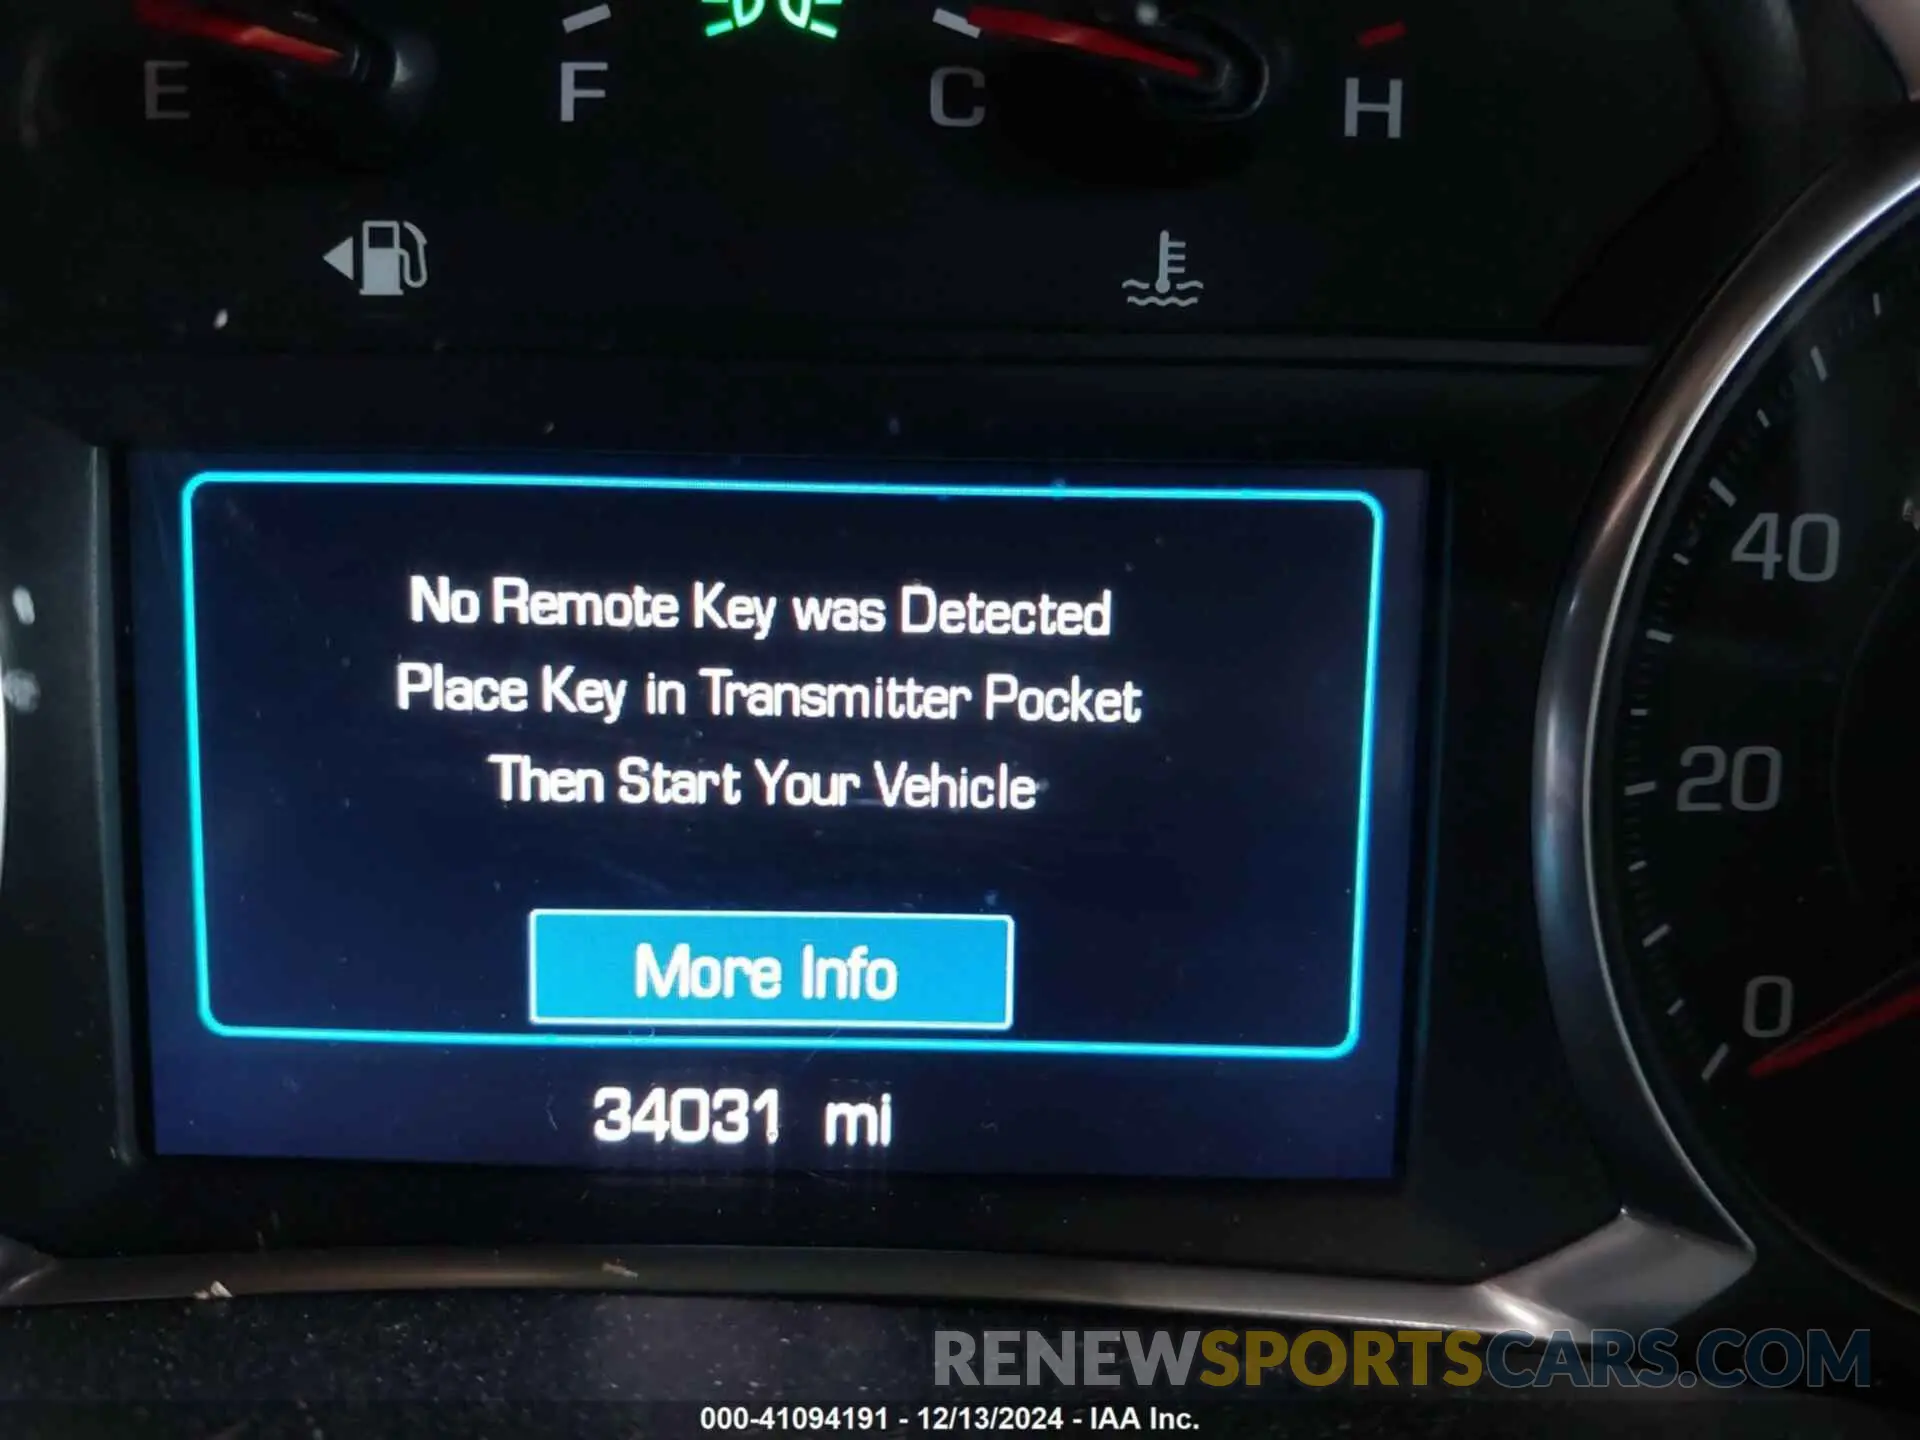 E F C H
40
No Remote Key was Detected
Place Key in Transmitter Pocket
Then Start Your Vehicle
20
More Info
0
34031 mi
RENEWSPORTSCARS.COM
000-41094191 - 12/13/2024 - IAA Inc.